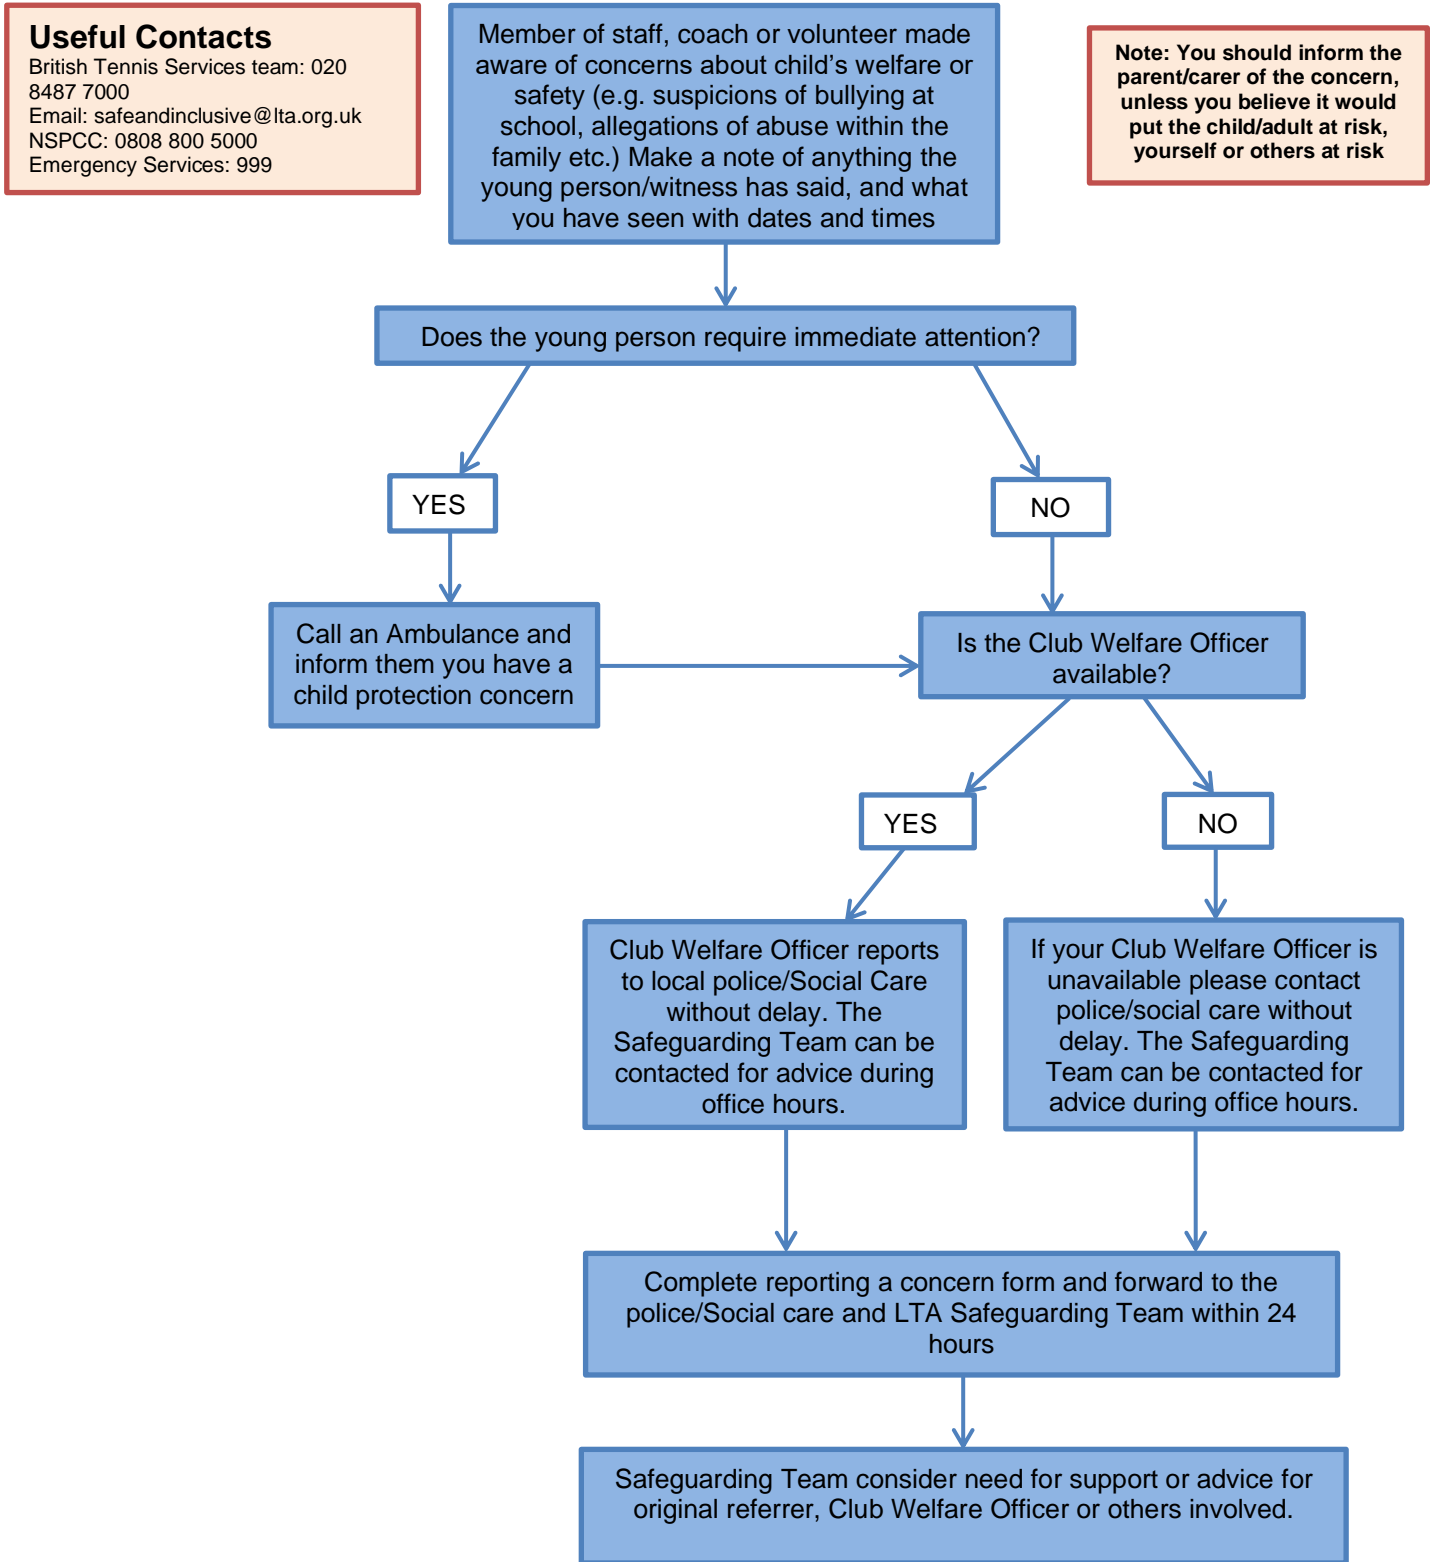 Useful Contacts
British Tennis Services team: 020
8487 7000
Email: safeandinclusive@lta.org.uk
NSPCC: 0808 800 5000
Emergency Services: 999
Member of staff, coach or volunteer made
aware of concerns about child’s welfare or
safety (e.g. suspicions of bullying at
school, allegations of abuse within the
family etc.) Make a note of anything the
young person/witness has said, and what
you have seen with dates and times
Note: You should inform the
parent/carer of the concern,
unless you believe it would
put the child/adult at risk,
yourself or others at risk
Does the young person require immediate attention?
YES
NO
Call an Ambulance and
inform them you have a
child protection concern
Is the Club Welfare Officer
available?
YES
NO
Club Welfare Officer reports
to local police/Social Care
without delay. The
Safeguarding Team can be
contacted for advice during
office hours.
If your Club Welfare Officer is
unavailable please contact
police/social care without
delay. The Safeguarding
Team can be contacted for
advice during office hours.
Complete reporting a concern form and forward to the
police/Social care and LTA Safeguarding Team within 24
hours
Safeguarding Team consider need for support or advice for
original referrer, Club Welfare Officer or others involved.